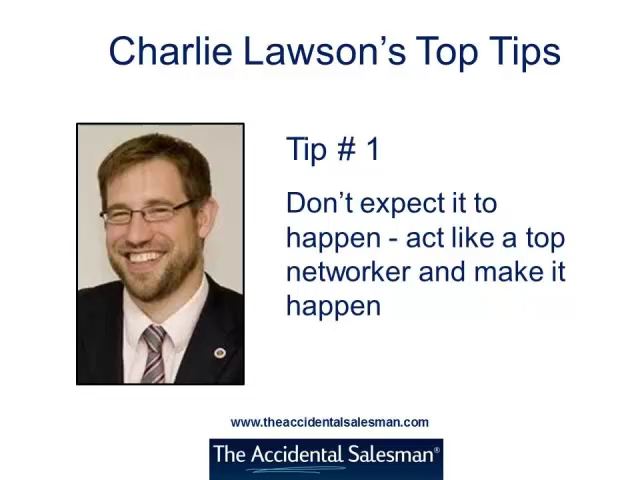 Charlie Lawson’s Top Tips
Tip # 1
Don’t expect it to
happen - act like a top
networker and make it
happen
www.theaccidentalsalesman.com
The Accidental Salesman®